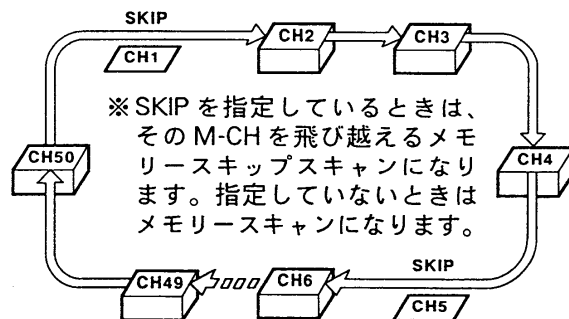 SKIP
CH1
CH2
CH3
※SKIPを指定しているときは、
そのM-CHを飛び越えるメモ
リースキップスキャンになり
ます。指定していないときは
メモリースキャンになります。
CH50
CH4
SKIP
CH49
CH6
CH5